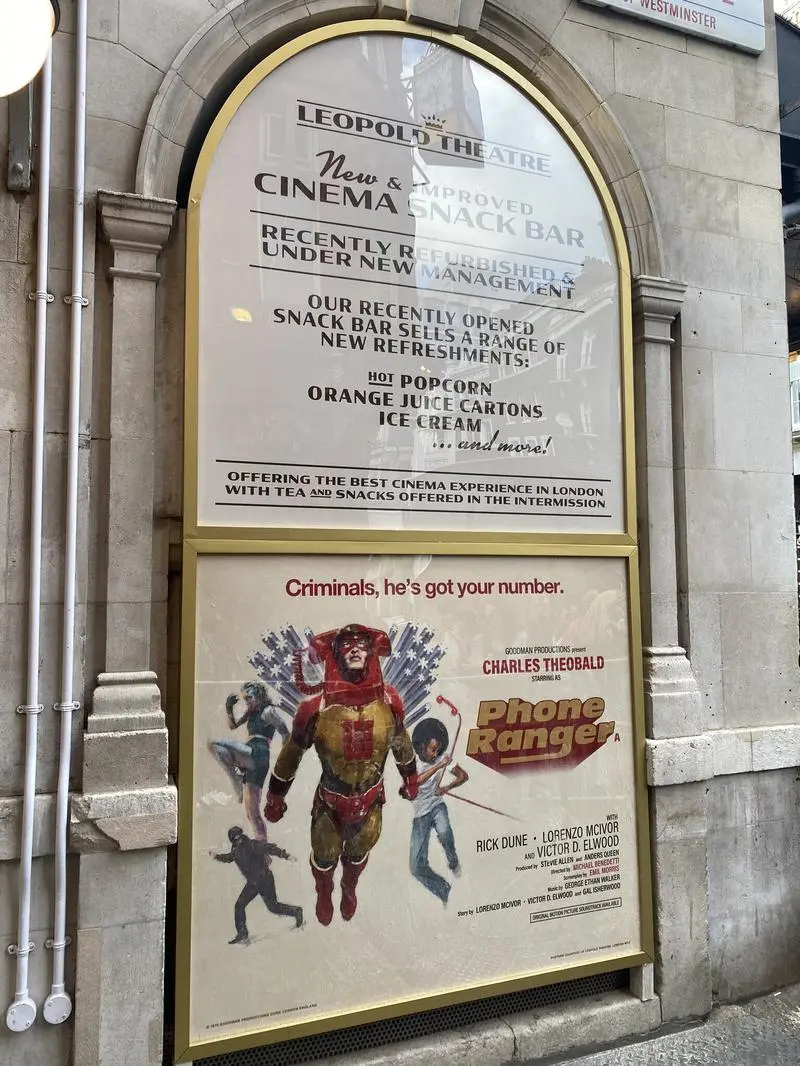 OF WESTMINSTER
LEOPOLD THEATRE
New & IMPROVED
CINEMA SNACK BAR
RECENTLY REFURBISHED &
UNDER NEW MANAGEMENT
OUR RECENTLY OPENED
SNACK BAR SELLS A RANGE OF
NEW REFRESHMENTS:
HOT POPCORN
ORANGE JUICE CARTONS
ICE CREAM
... and more!
OFFERING THE BEST CINEMA EXPERIENCE IN LONDON
WITH TEA AND SNACKS OFFERED IN THE INTERMISSION
Criminals, he's got your number.
GOODMAN PRODUCTIONS present
CHARLES THEOBALD
STARRING AS
Phone
Ranger A
WITH
RICK DUNE • LORENZO MCIVOR
AND VICTOR D. ELWOOD
Produced by STEVIE ALLEN and ANDERS QUEEN
Directed by MICHAEL BENEDETTI
Screenplay by EMIL MORRIS
Music by GEORGE ETHAN WALKER
Story by LORENZO MCIVOR • VICTOR D. ELWOOD and GAL ISHERWOOD
ORIGINAL MOTION PICTURE SOUNDTRACK AVAILABLE